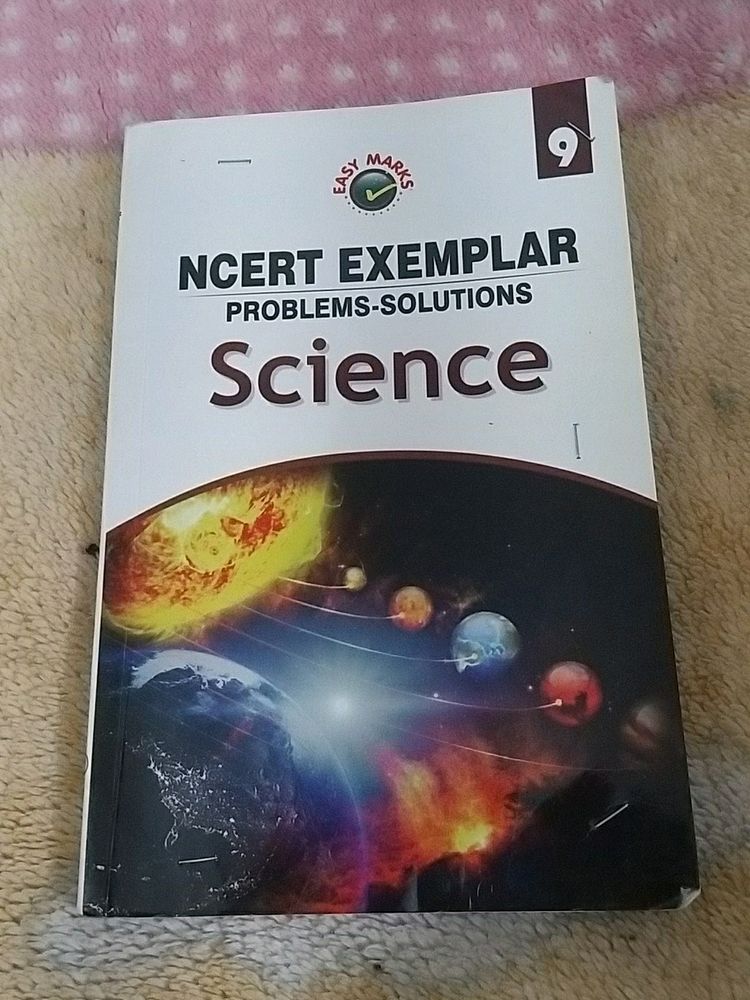 9
EASY MARKS
NCERT EXEMPLAR
PROBLEMS-SOLUTIONS
Science